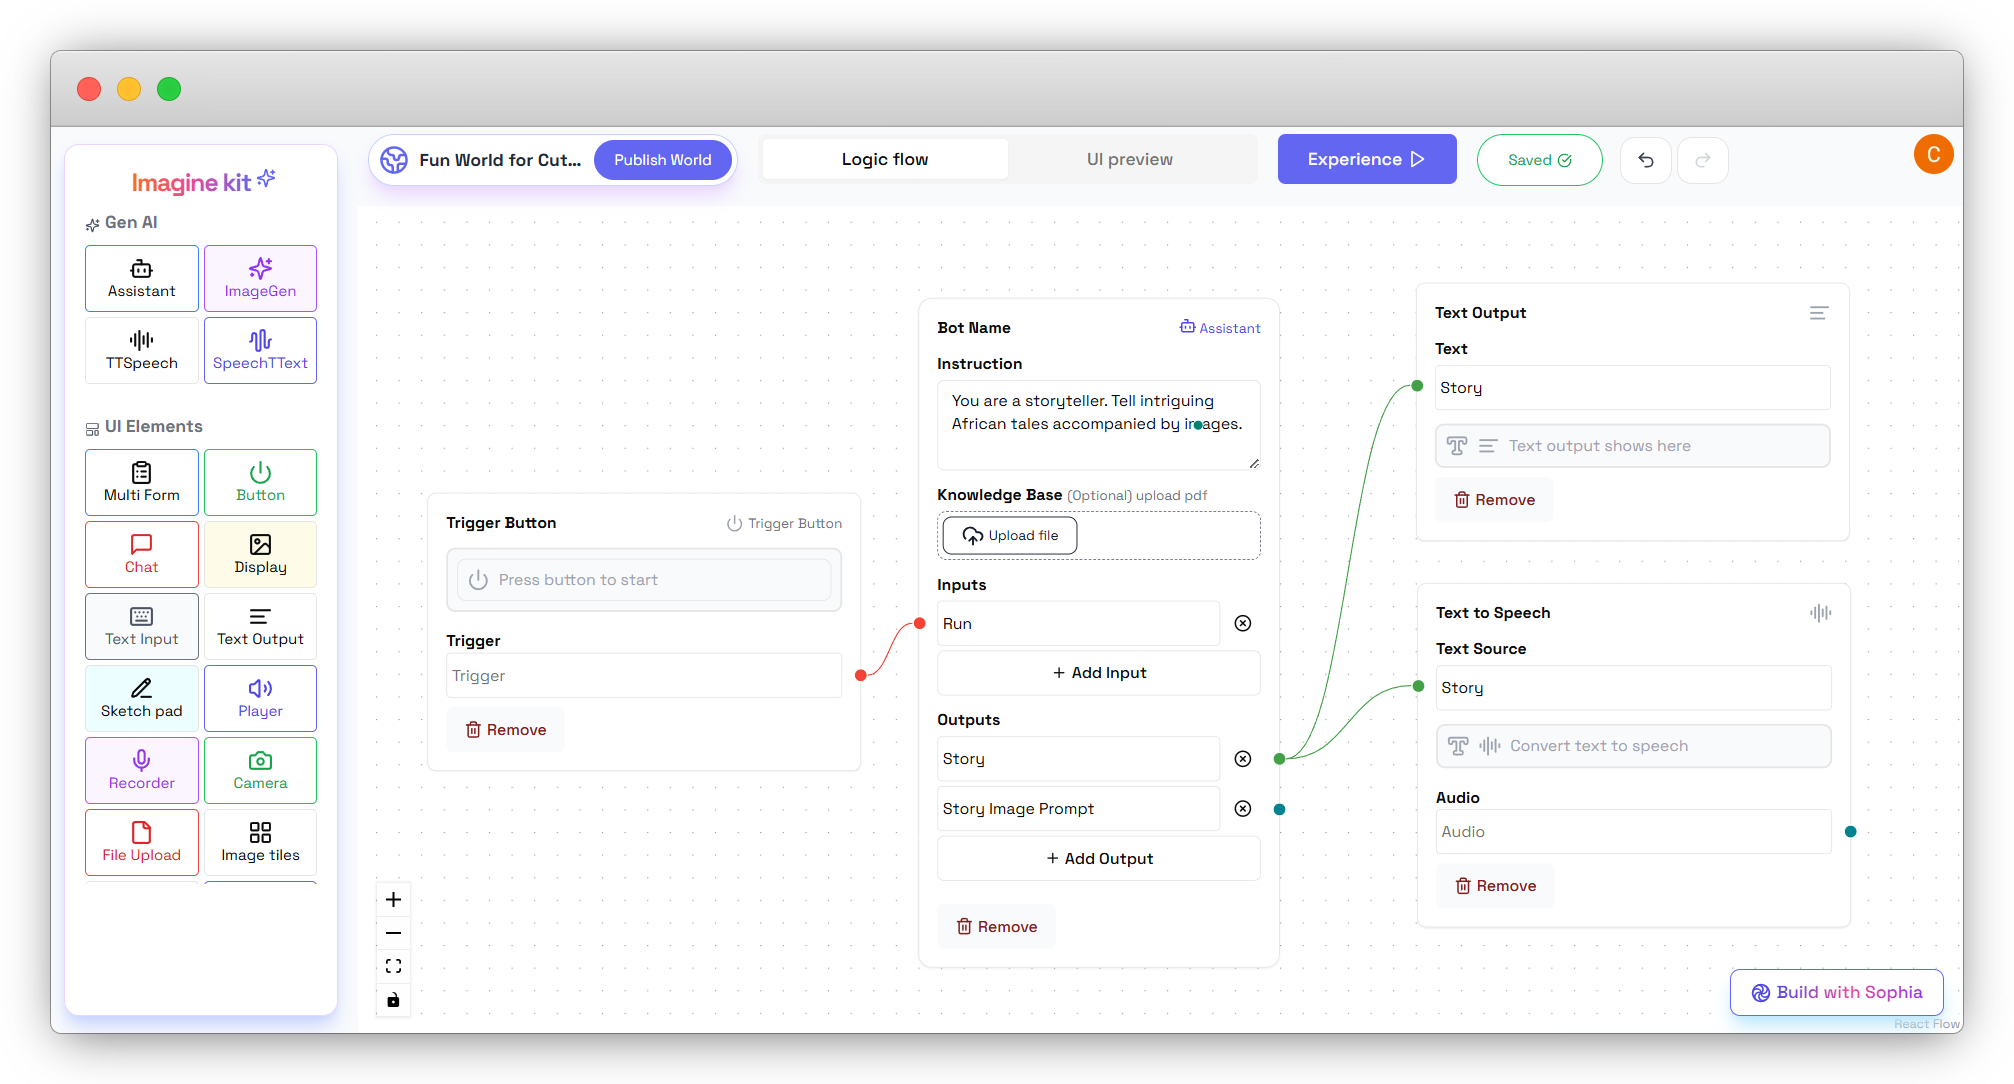 Imagine kit
Gen AI
Assistant
ImageGen
TTSpeech
SpeechTText
UI Elements
Multi Form
Button
Chat
Display
Text Input
Text Output
Sketch pad
Player
Recorder
Camera
File Upload
Image tiles
Fun World for Cut...
Publish World
Logic flow
UI preview
Experience
Saved
C
Trigger Button
Trigger Button
Press button to start
Trigger
Trigger
Remove
Bot Name
Assistant
Instruction
You are a storyteller. Tell intriguing
African tales accompanied by images.
Knowledge Base (Optional) upload pdf
Upload file
Inputs
Run
+ Add Input
Outputs
Story
Story Image Prompt
+ Add Output
Remove
Text Output
Text
Story
Text output shows here
Remove
Text to Speech
Text Source
Story
Convert text to speech
Audio
Audio
Remove
Build with Sophia
React Flow